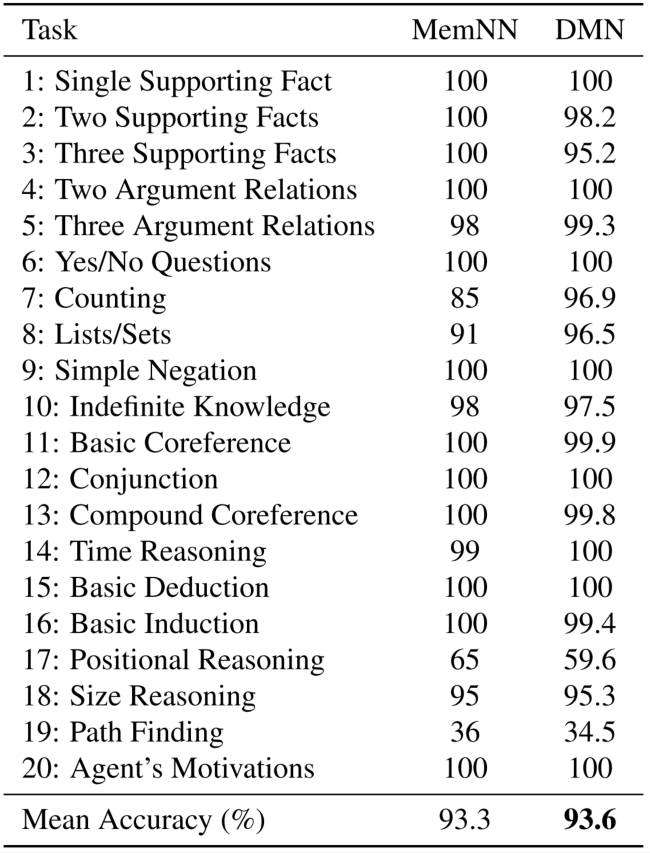 Task MemNN DMN
1: Single Supporting Fact 100 100
2: Two Supporting Facts 100 98.2
3: Three Supporting Facts 100 95.2
4: Two Argument Relations 100 100
5: Three Argument Relations 98 99.3
6: Yes/No Questions 100 100
7: Counting 85 96.9
8: Lists/Sets 91 96.5
9: Simple Negation 100 100
10: Indefinite Knowledge 98 97.5
11: Basic Coreference 100 99.9
12: Conjunction 100 100
13: Compound Coreference 100 99.8
14: Time Reasoning 99 100
15: Basic Deduction 100 100
16: Basic Induction 100 99.4
17: Positional Reasoning 65 59.6
18: Size Reasoning 95 95.3
19: Path Finding 36 34.5
20: Agent's Motivations 100 100
Mean Accuracy (%) 93.3 93.6